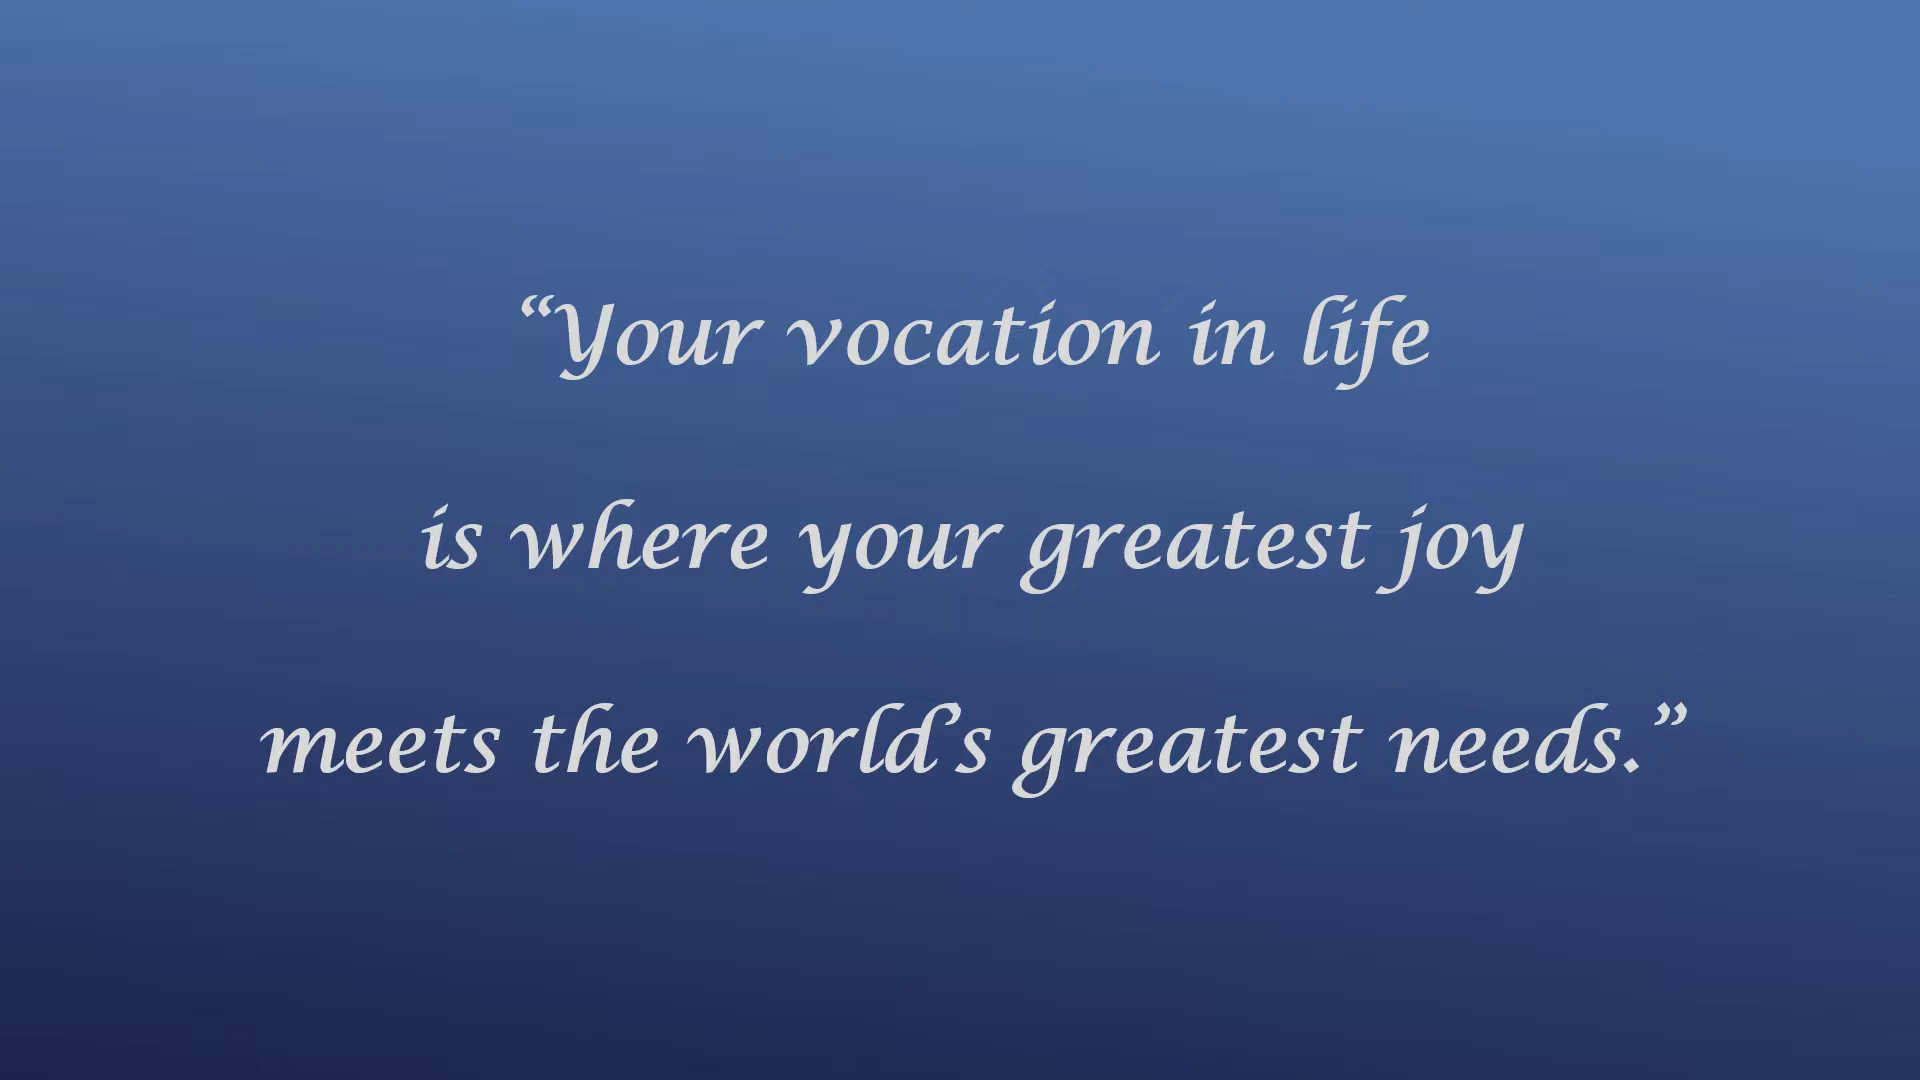 “Your vocation in life
is where your greatest joy
meets the world’s greatest needs.”